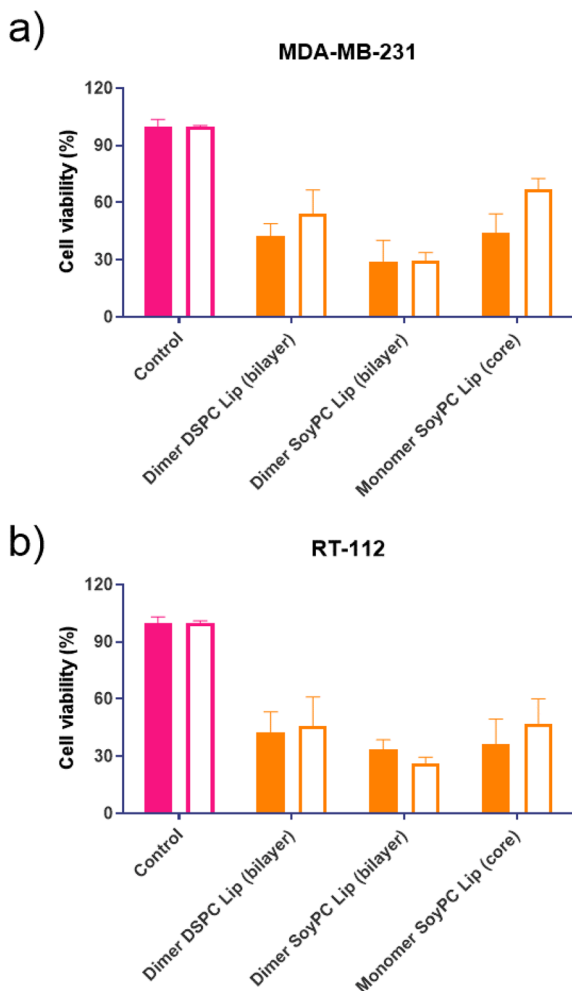 a)
MDA-MB-231
Cell viability (%)
120
90
60
30
0
Control
Dimer DSPC Lip (bilayer)
Dimer SoyPC Lip (bilayer)
Monomer SoyPC Lip (core)
b)
RT-112
Cell viability (%)
120
90
60
30
0
Control
Dimer DSPC Lip (bilayer)
Dimer SoyPC Lip (bilayer)
Monomer SoyPC Lip (core)